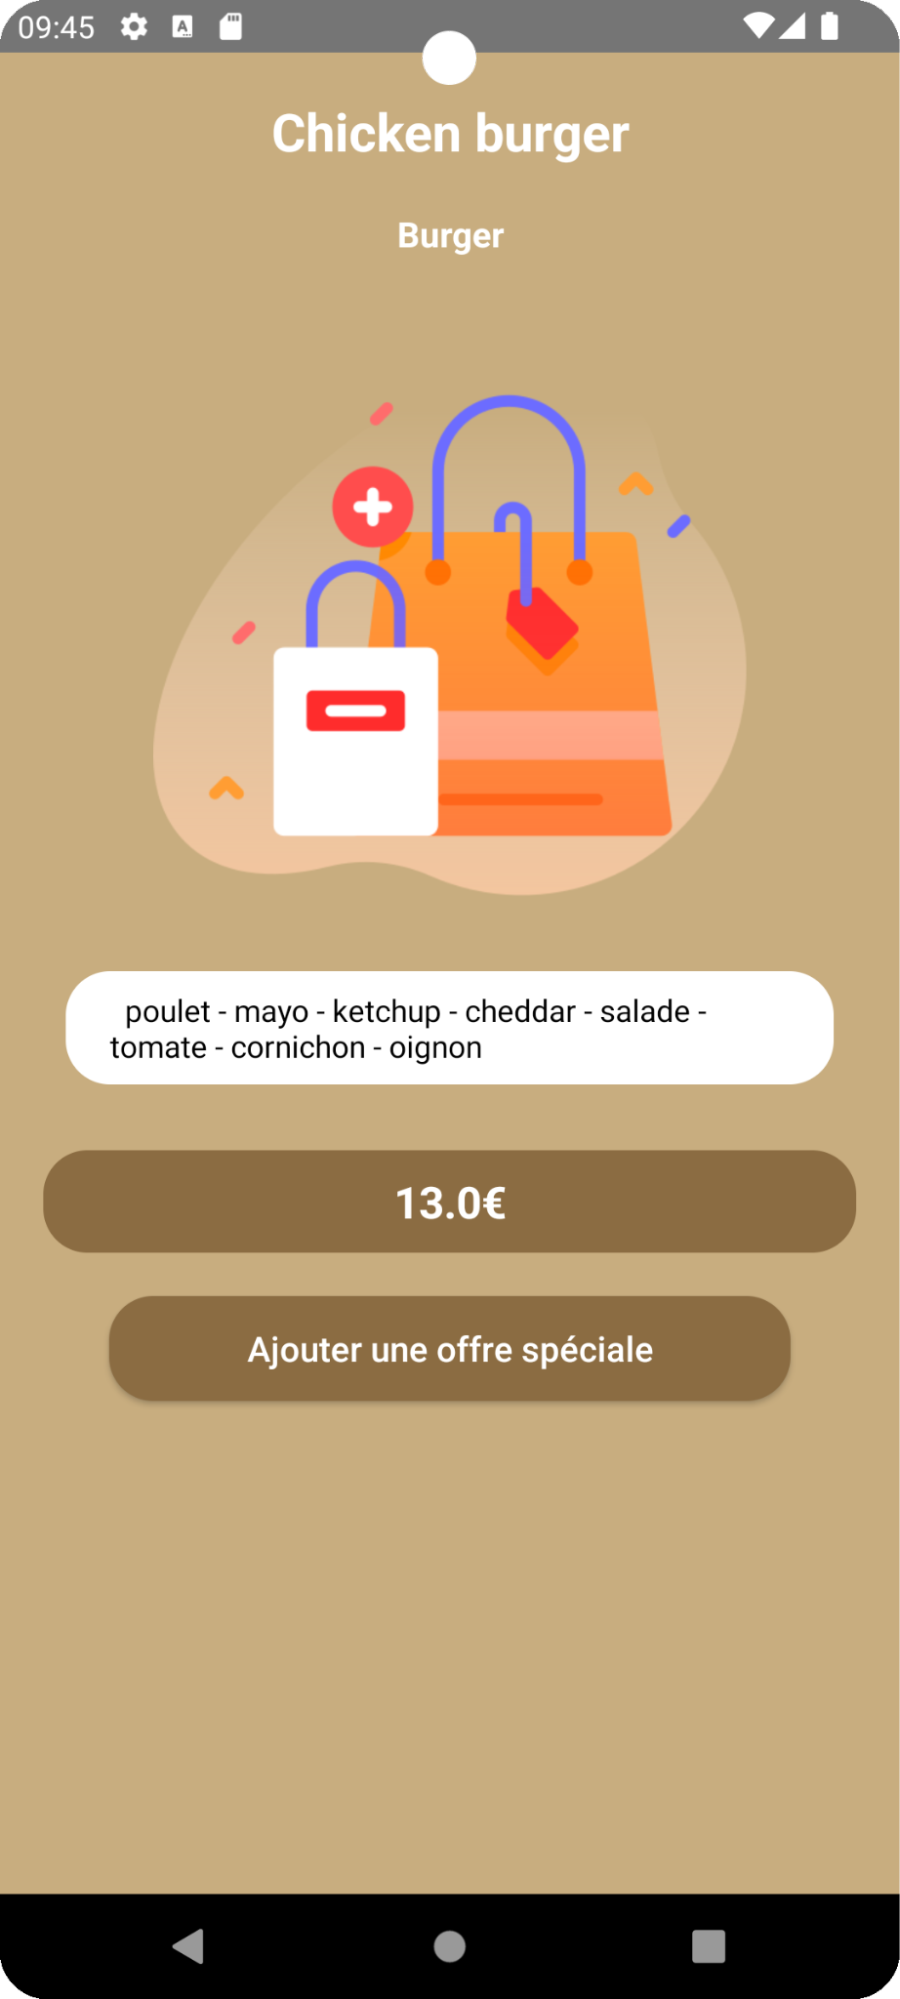 09:45
Chicken burger
Burger
poulet - mayo - ketchup - cheddar - salade -
tomate - cornichon - oignon
13.0€
Ajouter une offre spéciale